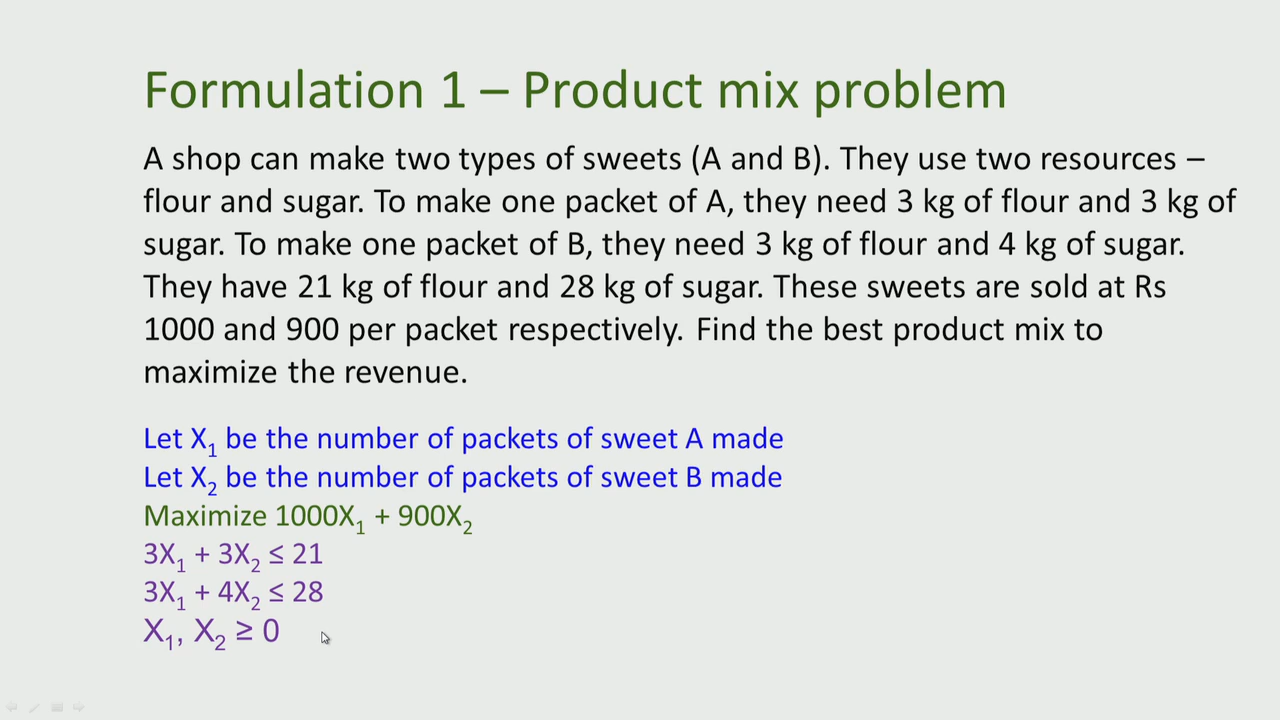 Formulation 1 – Product mix problem
A shop can make two types of sweets (A and B). They use two resources –
flour and sugar. To make one packet of A, they need 3 kg of flour and 3 kg of
sugar. To make one packet of B, they need 3 kg of flour and 4 kg of sugar.
They have 21 kg of flour and 28 kg of sugar. These sweets are sold at Rs
1000 and 900 per packet respectively. Find the best product mix to
maximize the revenue.
Let X₁ be the number of packets of sweet A made
Let X₂ be the number of packets of sweet B made
Maximize 1000X₁ + 900X₂
3X₁ + 3X₂ ≤ 21
3X₁ + 4X₂ ≤ 28
X₁, X₂ ≥ 0